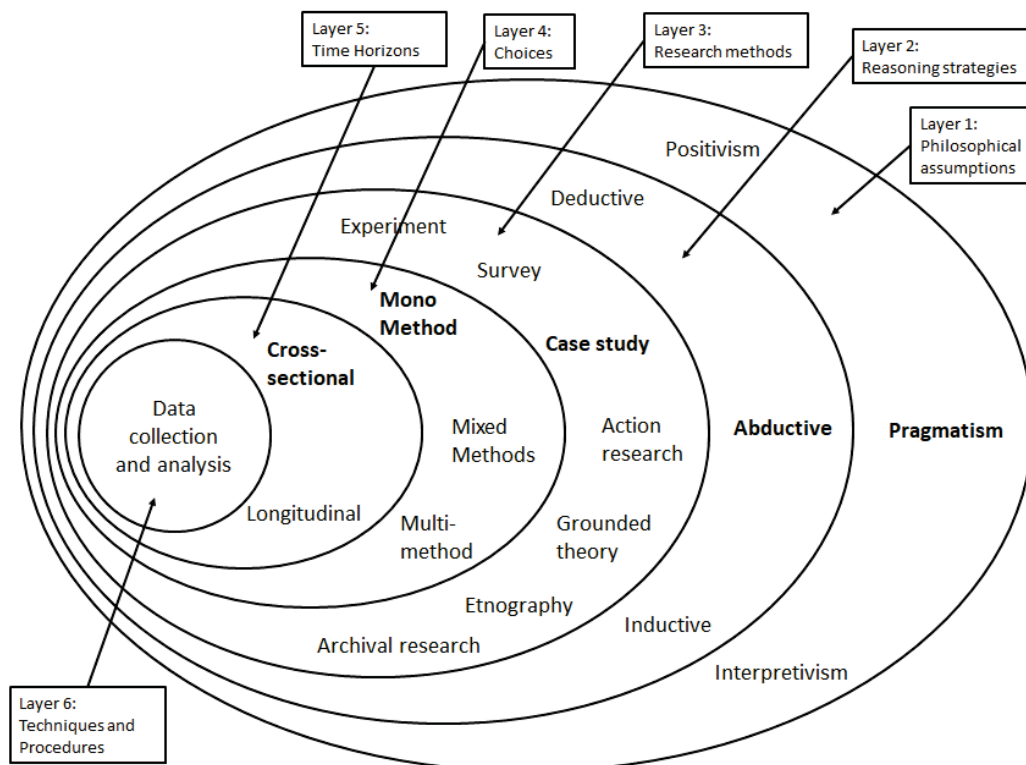 Layer 5:
Time Horizons
Layer 4:
Choices
Layer 3:
Research methods
Layer 2:
Reasoning strategies
Layer 1:
Philosophical
assumptions
Positivism
Deductive
Experiment
Survey
Mono
Method
Case study
Cross-
sectional
Data
collection
and analysis
Mixed
Methods
Action
research
Abductive
Pragmatism
Longitudinal
Multi-
method
Grounded
theory
Etnography
Archival research
Inductive
Interpretivism
Layer 6:
Techniques and
Procedures